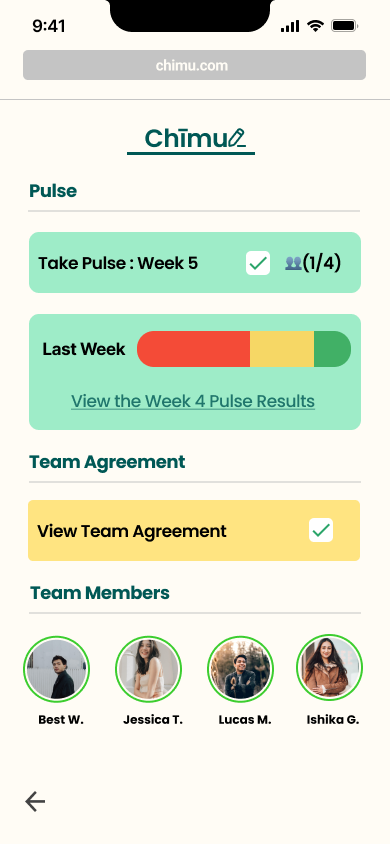 9:41
chimu.com
Chīmu
Pulse
Take Pulse : Week 5 (1/4)
Last Week
View the Week 4 Pulse Results
Team Agreement
View Team Agreement
Team Members
Best W. Jessica T. Lucas M. Ishika G.